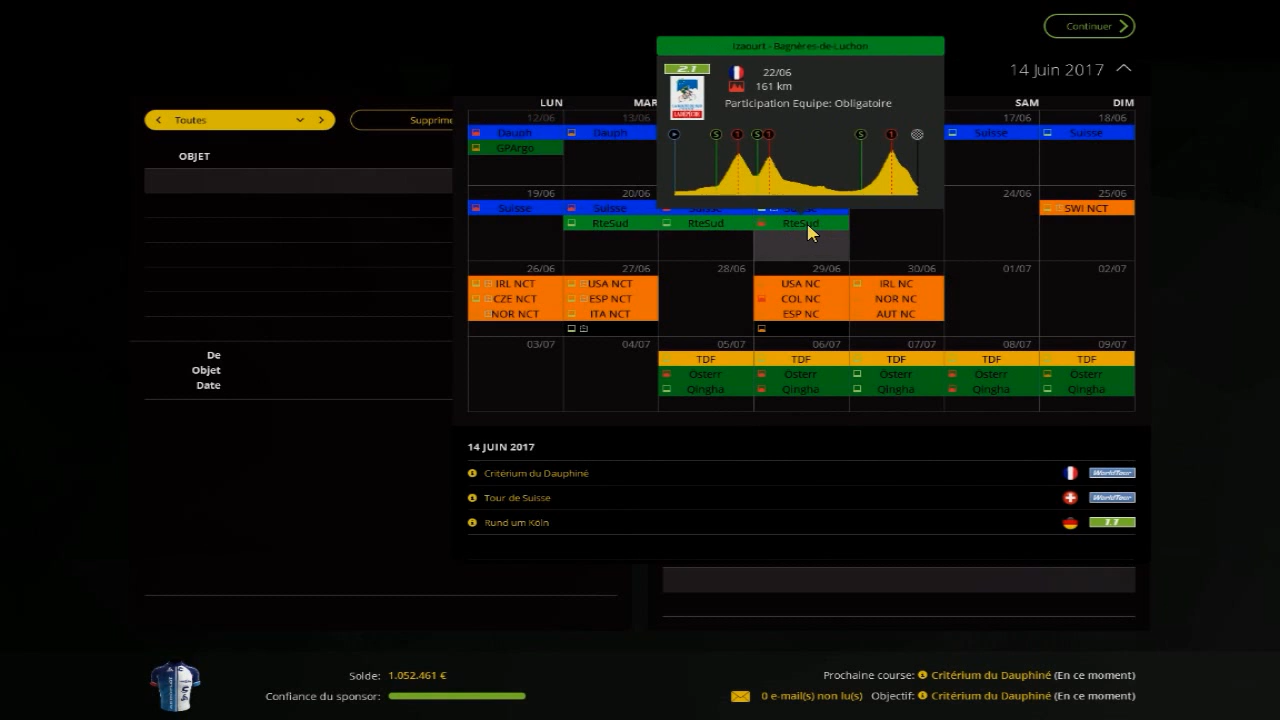 Continuer
Izaourt - Bagnères-de-Luchon
14 Juin 2017
2.1
22/06
161 km
Participation Equipe: Obligatoire
Toutes
Supprime
OBJET
LUN
MAR
SAM
DIM
12/06
13/06
17/06
18/06
Dauph
Dauph
Suisse
Suisse
GPArgo
19/06
20/06
24/06
25/06
Suisse
Suisse
Suisse
Suisse
SWI NCT
RteSud
RteSud
RteSud
26/06
27/06
28/06
29/06
30/06
01/07
02/07
IRL NCT
USA NCT
USA NC
IRL NC
CZE NCT
ESP NCT
COL NC
NOR NC
NOR NCT
ITA NCT
ESP NC
AUT NC
03/07
04/07
05/07
06/07
07/07
08/07
09/07
TDF
TDF
TDF
TDF
TDF
Osterr
Osterr
Osterr
Osterr
Osterr
Qingha
Qingha
Qingha
Qingha
Qingha
De
Objet
Date
14 JUIN 2017
Critérium du Dauphiné
WorldTour
Tour de Suisse
WorldTour
Rund um Köln
1.1
Solde: 1.052.461 €
Confiance du sponsor:
Prochaine course: Critérium du Dauphiné (En ce moment)
0 e-mail(s) non lu(s) Objectif: Critérium du Dauphiné (En ce moment)